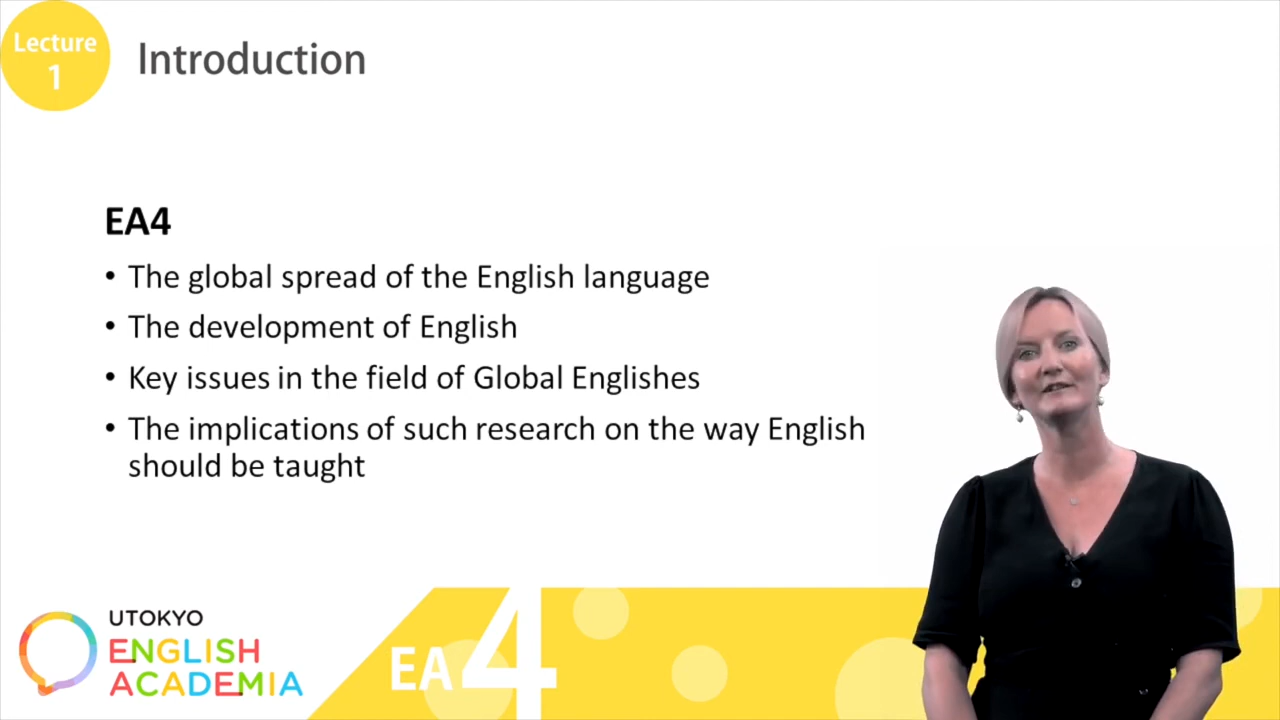 Lecture
1
Introduction
EA4
• The global spread of the English language
• The development of English
• Key issues in the field of Global Englishes
• The implications of such research on the way English
should be taught
UTOKYO
ENGLISH
ACADEMIA
EA4